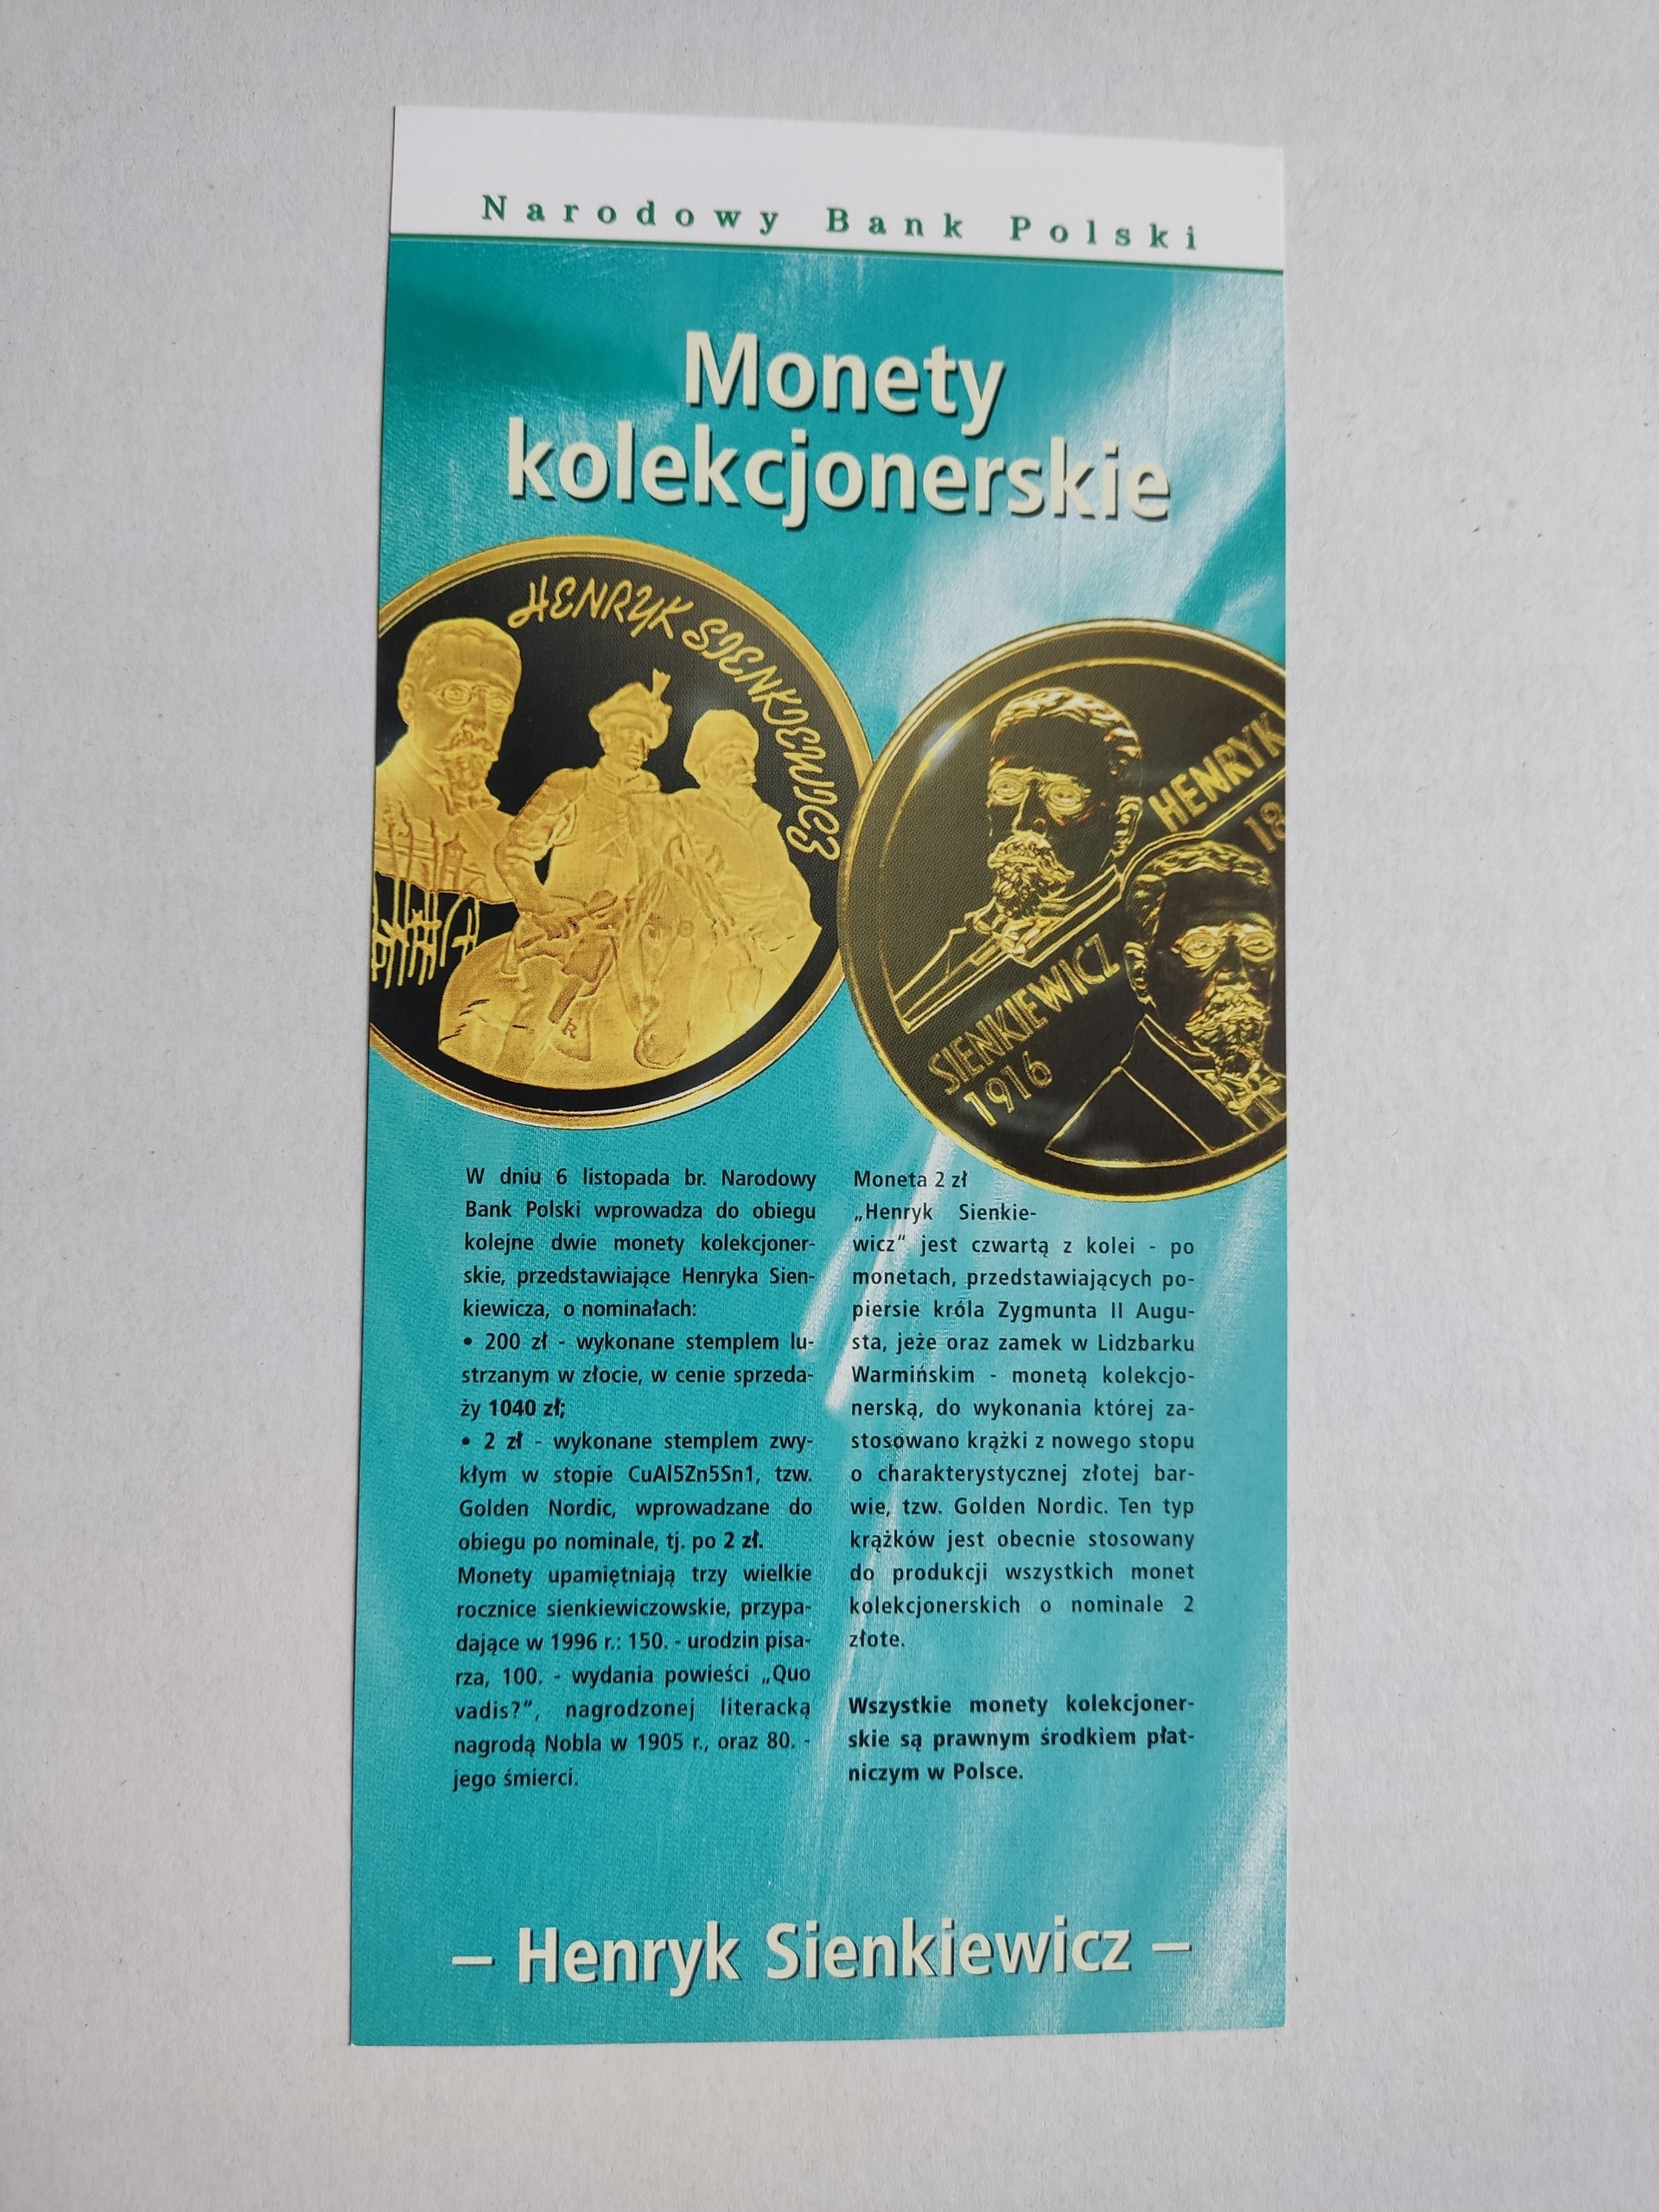 Narodowy Bank Polski
Monety
kolekcjonerskie
HENRYK SIENKIEWICZ
HENRYK
18
SIENKIEWICZ
1916
W dniu 6 listopada br. Narodowy
Bank Polski wprowadza do obiegu
kolejne dwie monety kolekcjoner-
skie, przedstawiające Henryka Sien-
kiewicza, o nominałach:
• 200 zł - wykonane stemplem lu-
strzanym w złocie, w cenie sprzeda-
ży 1040 zł;
• 2 zł - wykonane stemplem zwy-
kłym w stopie CuAl5Zn5Sn1, tzw.
Golden Nordic, wprowadzane do
obiegu po nominale, tj. po 2 zł.
Monety upamiętniają trzy wielkie
rocznice sienkiewiczowskie, przypa-
dające w 1996 r.: 150. - urodzin pisa-
rza, 100. - wydania powieści „Quo
vadis?“, nagrodzonej literacką
nagrodą Nobla w 1905 r., oraz 80. -
jego śmierci.
Moneta 2 zł
„Henryk Sienkie-
wicz“ jest czwartą z kolei - po
monetach, przedstawiających po-
piersie króla Zygmunta II Augu-
sta, jeże oraz zamek w Lidzbarku
Warmińskim - monetą kolekcjo-
nerską, do wykonania której za-
stosowano krążki z nowego stopu
o charakterystycznej złotej bar-
wie, tzw. Golden Nordic. Ten typ
krążków jest obecnie stosowany
do produkcji wszystkich monet
kolekcjonerskich o nominale 2
złote.
Wszystkie monety kolekcjoner-
skie są prawnym środkiem płat-
niczym w Polsce.
– Henryk Sienkiewicz –